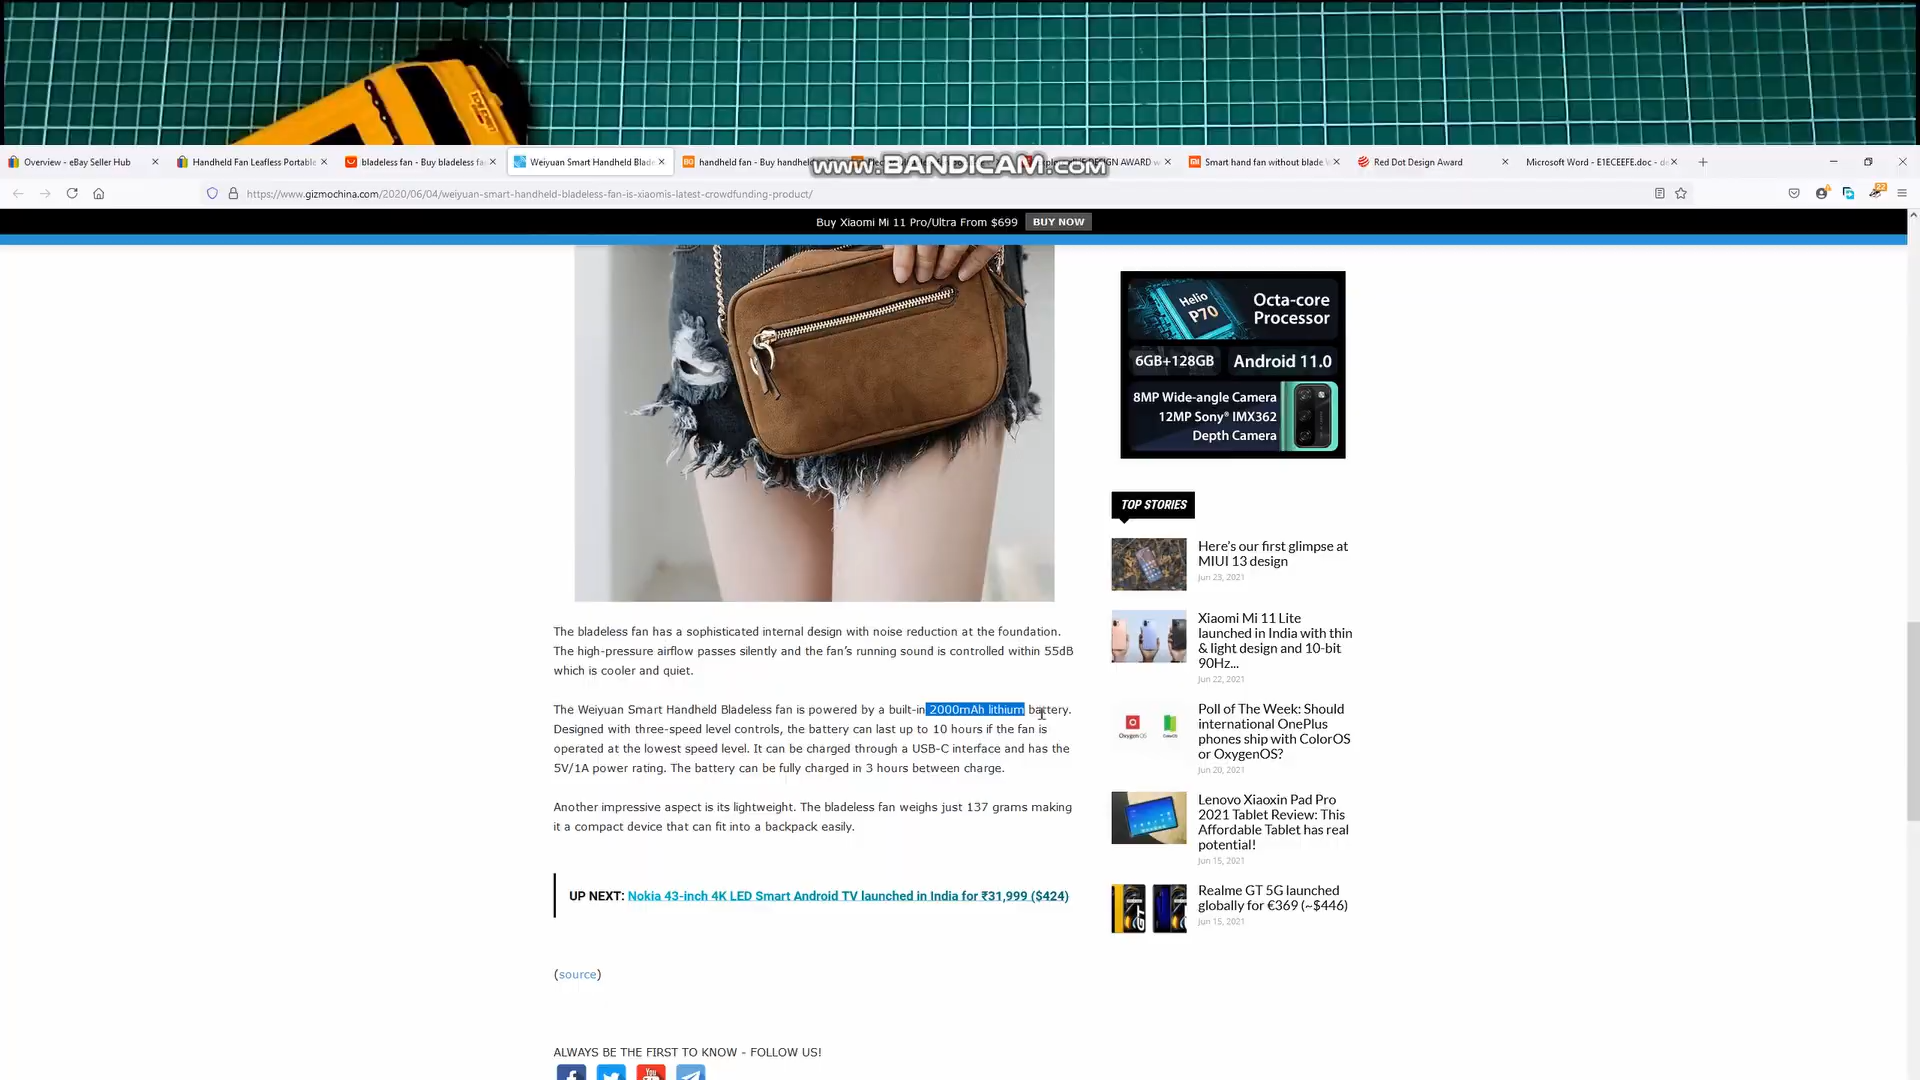 www.BANDICAM.com
Overview - eBay Seller Hub
Handheld Fan Leafless Portable
bladeless fan - Buy bladeless fa
Weiyuan Smart Handheld Blade
handheld fan - Buy handhe
DESIGN AWARD
Smart hand fan without blade
Red Dot Design Award
Microsoft Word - E1ECEEFE.doc - d
https://www.gizmochina.com/2020/06/04/weiyuan-smart-handheld-bladeless-fan-is-xiaomis-latest-crowdfunding-product/
22
Buy Xiaomi Mi 11 Pro/Ultra From $699 BUY NOW
Helio
P70
Octa-core
Processor
6GB+128GB
Android 11.0
8MP Wide-angle Camera
12MP Sony® IMX362
Depth Camera
The bladeless fan has a sophisticated internal design with noise reduction at the foundation.
The high-pressure airflow passes silently and the fan's running sound is controlled within 55dB
which is cooler and quiet.
The Weiyuan Smart Handheld Bladeless fan is powered by a built-in 2000mAh lithium battery.
Designed with three-speed level controls, the battery can last up to 10 hours if the fan is
operated at the lowest speed level. It can be charged through a USB-C interface and has the
5V/1A power rating. The battery can be fully charged in 3 hours between charge.
Another impressive aspect is its lightweight. The bladeless fan weighs just 137 grams making
it a compact device that can fit into a backpack easily.
UP NEXT: Nokia 43-inch 4K LED Smart Android TV launched in India for ₹31,999 ($424)
(source)
ALWAYS BE THE FIRST TO KNOW - FOLLOW US!
You
TOP STORIES
Here's our first glimpse at
MIUI 13 design
Jun 23, 2021
Xiaomi Mi 11 Lite
launched in India with thin
& light design and 10-bit
90Hz...
Jun 22, 2021
OxygenOS
ColorOS
Poll of The Week: Should
international OnePlus
phones ship with ColorOS
or OxygenOS?
Jun 20, 2021
Lenovo Xiaoxin Pad Pro
2021 Tablet Review: This
Affordable Tablet has real
potential!
Jun 15, 2021
Realme GT 5G launched
globally for €369 (~$446)
Jun 15, 2021